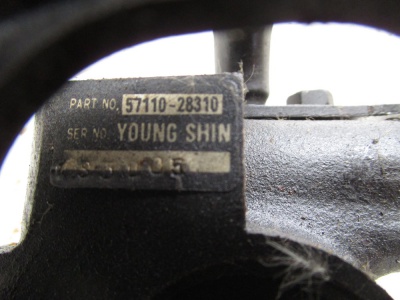 PART NO. 57110-28310
SER NO. YOUNG SHIN